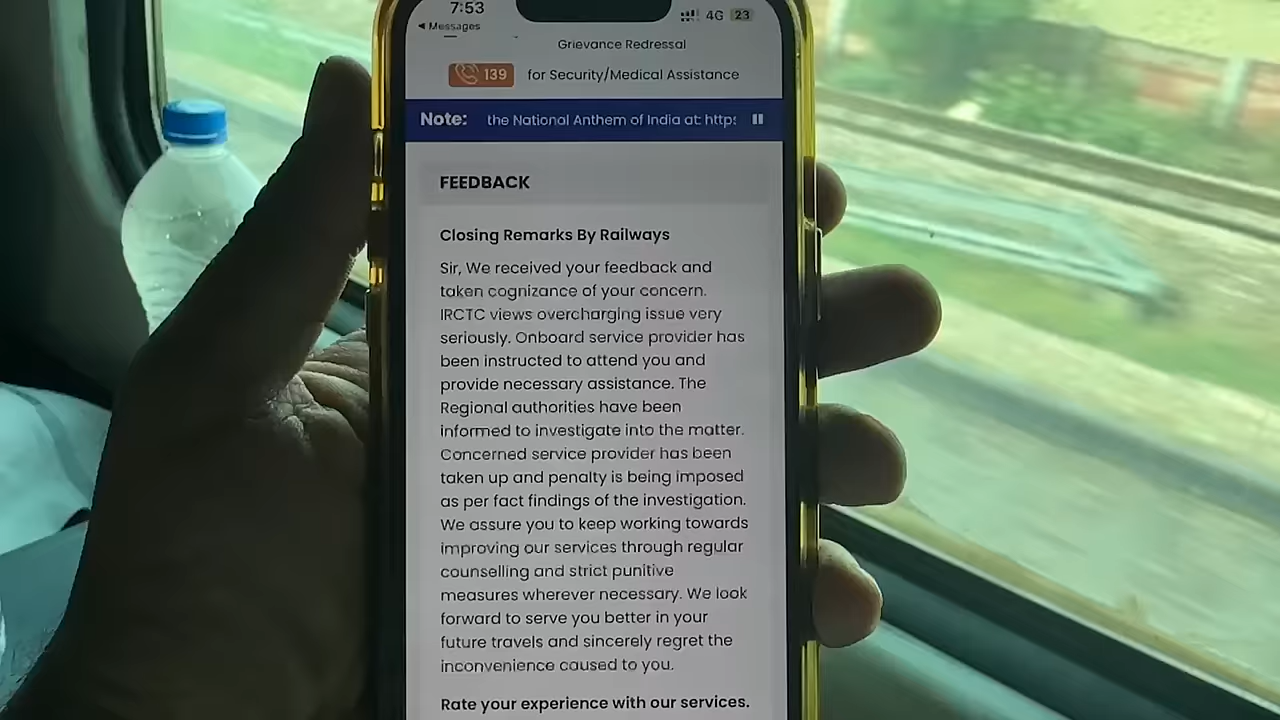 7:53
4G 23
◄ Messages
Grievance Redressal
139 for Security/Medical Assistance
Note: the National Anthem of India at: https
FEEDBACK
Closing Remarks By Railways
Sir, We received your feedback and
taken cognizance of your concern.
IRCTC views overcharging issue very
seriously. Onboard service provider has
been instructed to attend you and
provide necessary assistance. The
Regional authorities have been
informed to investigate into the matter.
Concerned service provider has been
taken up and penalty is being imposed
as per fact findings of the investigation.
We assure you to keep working towards
improving our services through regular
counselling and strict punitive
measures wherever necessary. We look
forward to serve you better in your
future travels and sincerely regret the
inconvenience caused to you.
Rate your experience with our services.